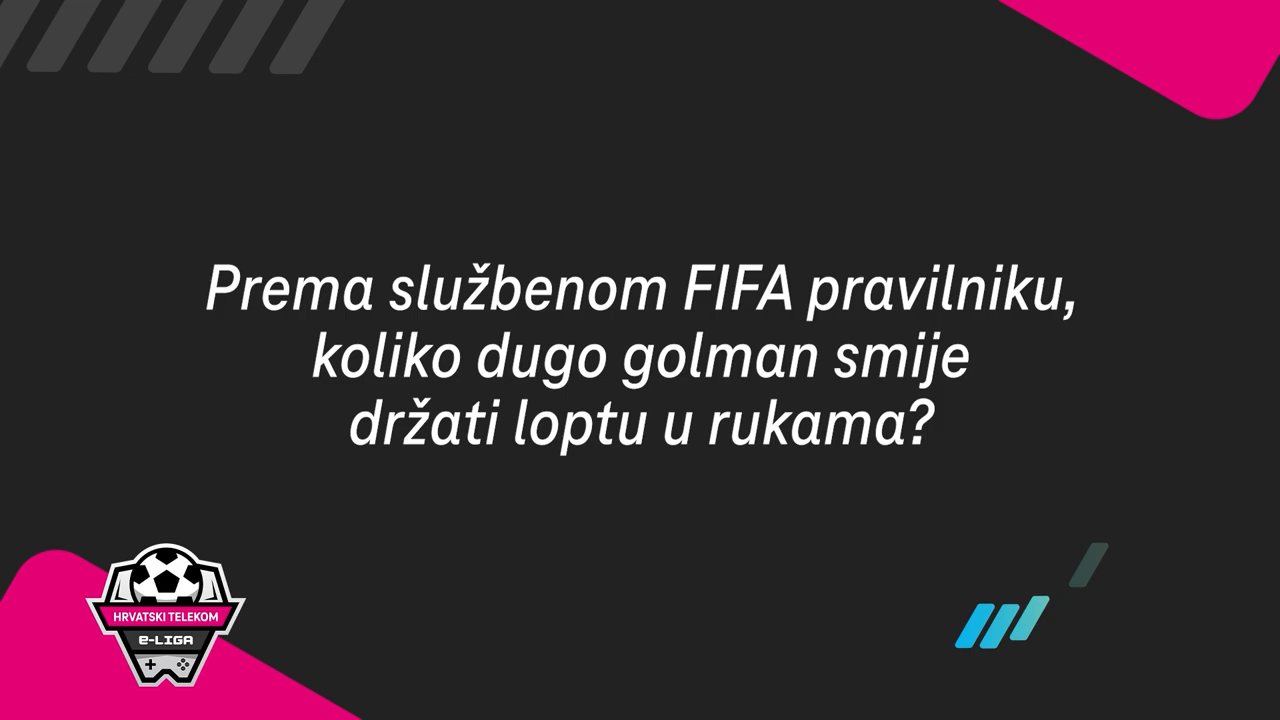 Prema službenom FIFA pravilniku,
koliko dugo golman smije
držati loptu u rukama?
HRVATSKI TELEKOM
e-LIGA